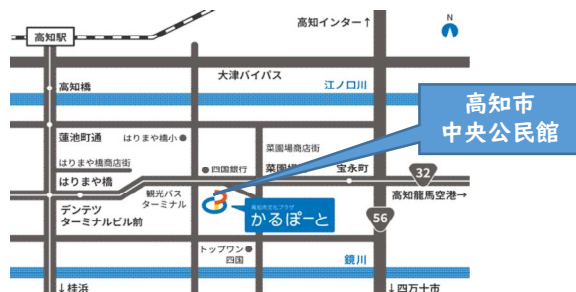 高知インター↑
N
高知駅
大津バイパス
高知橋
江ノ口川
高知市
中央公民館
蓮池町通
はりまや橋小
菜園場商店街
はりまや橋商店街
四国銀行
菜園場
宝永町
32
はりまや橋
観光バス
ターミナル
高知龍馬空港→
デンテツ
ターミナルビル前
高知市文化プラザ
かるぽーと
56
トップワン
四国
鏡川
↓桂浜
↓四万十市